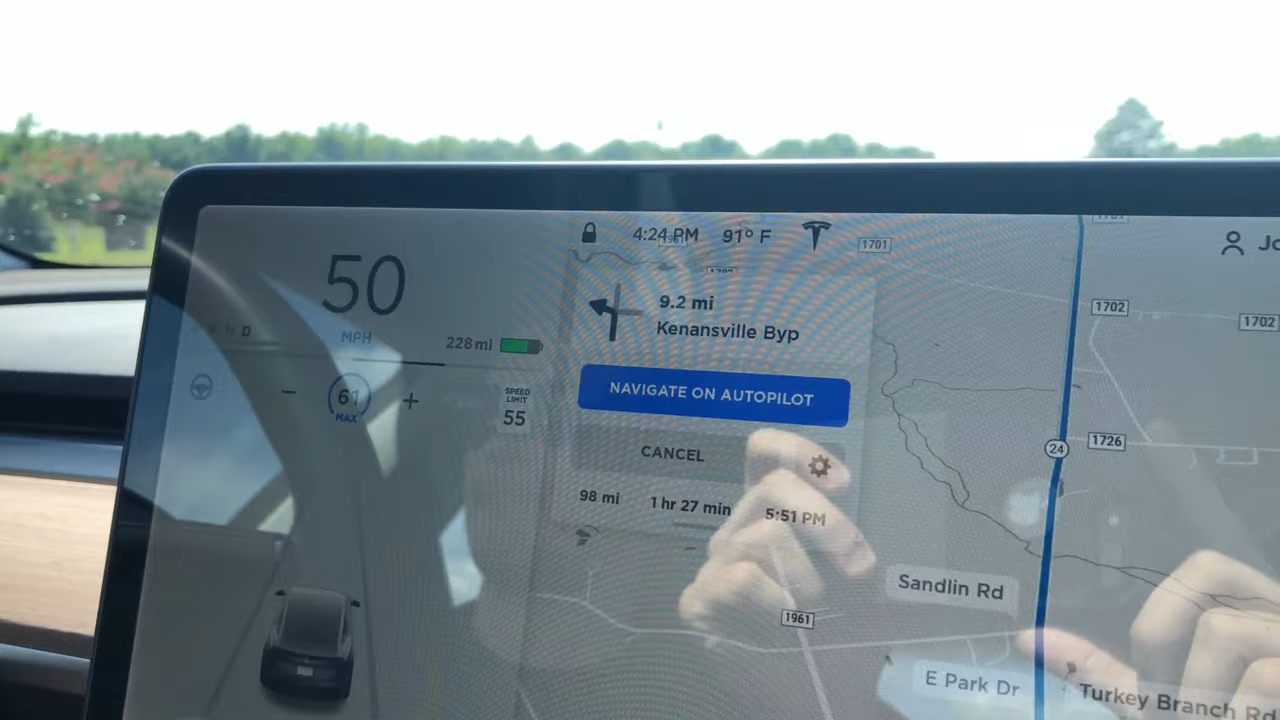 4:24 PM 91° F
1701
50
MPH
D
228 mi
61
MAX
SPEED
LIMIT
55
9.2 mi
Kenansville Byp
NAVIGATE ON AUTOPILOT
CANCEL
98 mi 1 hr 27 min 5:51 PM
1702
1702
24
1726
Sandlin Rd
1961
E Park Dr
Turkey Branch Rd